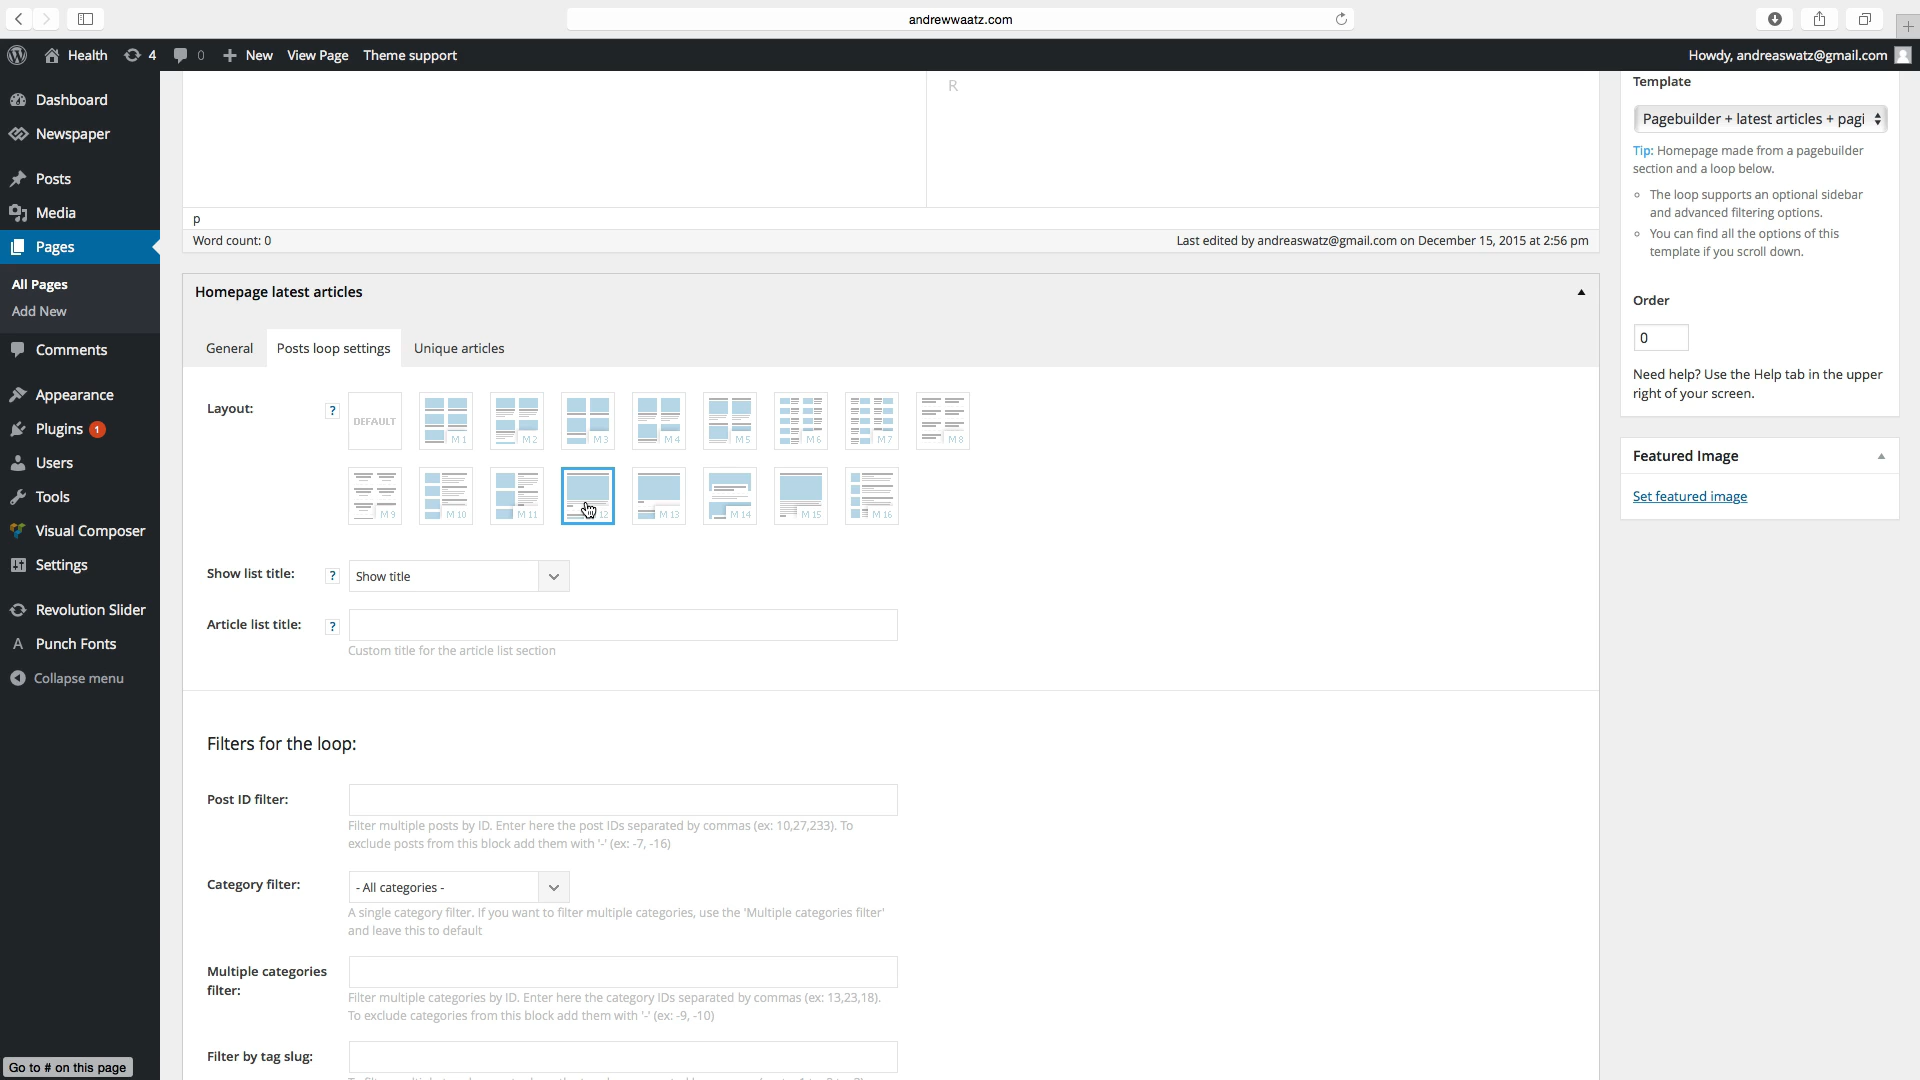 andrewwaatz.com
Health 4 0 New View Page Theme support
Howdy, andreaswatz@gmail.com
Dashboard
Newspaper
Posts
Media
Pages
All Pages
Add New
Comments
Appearance
Plugins 1
Users
Tools
Visual Composer
Settings
Revolution Slider
A Punch Fonts
Collapse menu
Go to # on this page
R
p
Word count: 0
Last edited by andreaswatz@gmail.com on December 15, 2015 at 2:56 pm
Homepage latest articles
General Posts loop settings Unique articles
Layout: ?
DEFAULT M 1 M 2 M 3 M 4 M 5 M 6 M 7 M 8
M 9 M 10 M 11 12 M 13 M 14 M 15 M 16
Show list title: ? Show title
Article list title: ?
Custom title for the article list section
Filters for the loop:
Post ID filter:
Filter multiple posts by ID. Enter here the post IDs separated by commas (ex: 10,27,233). To
exclude posts from this block add them with '-' (ex: -7, -16)
Category filter: - All categories -
A single category filter. If you want to filter multiple categories, use the 'Multiple categories filter'
and leave this to default
Multiple categories
filter:
Filter multiple categories by ID. Enter here the category IDs separated by commas (ex: 13,23,18).
To exclude categories from this block add them with '-' (ex: -9, -10)
Filter by tag slug:
Template
Pagebuilder + latest articles + pagi
Tip: Homepage made from a pagebuilder
section and a loop below.
The loop supports an optional sidebar
and advanced filtering options.
You can find all the options of this
template if you scroll down.
Order
0
Need help? Use the Help tab in the upper
right of your screen.
Featured Image
Set featured image